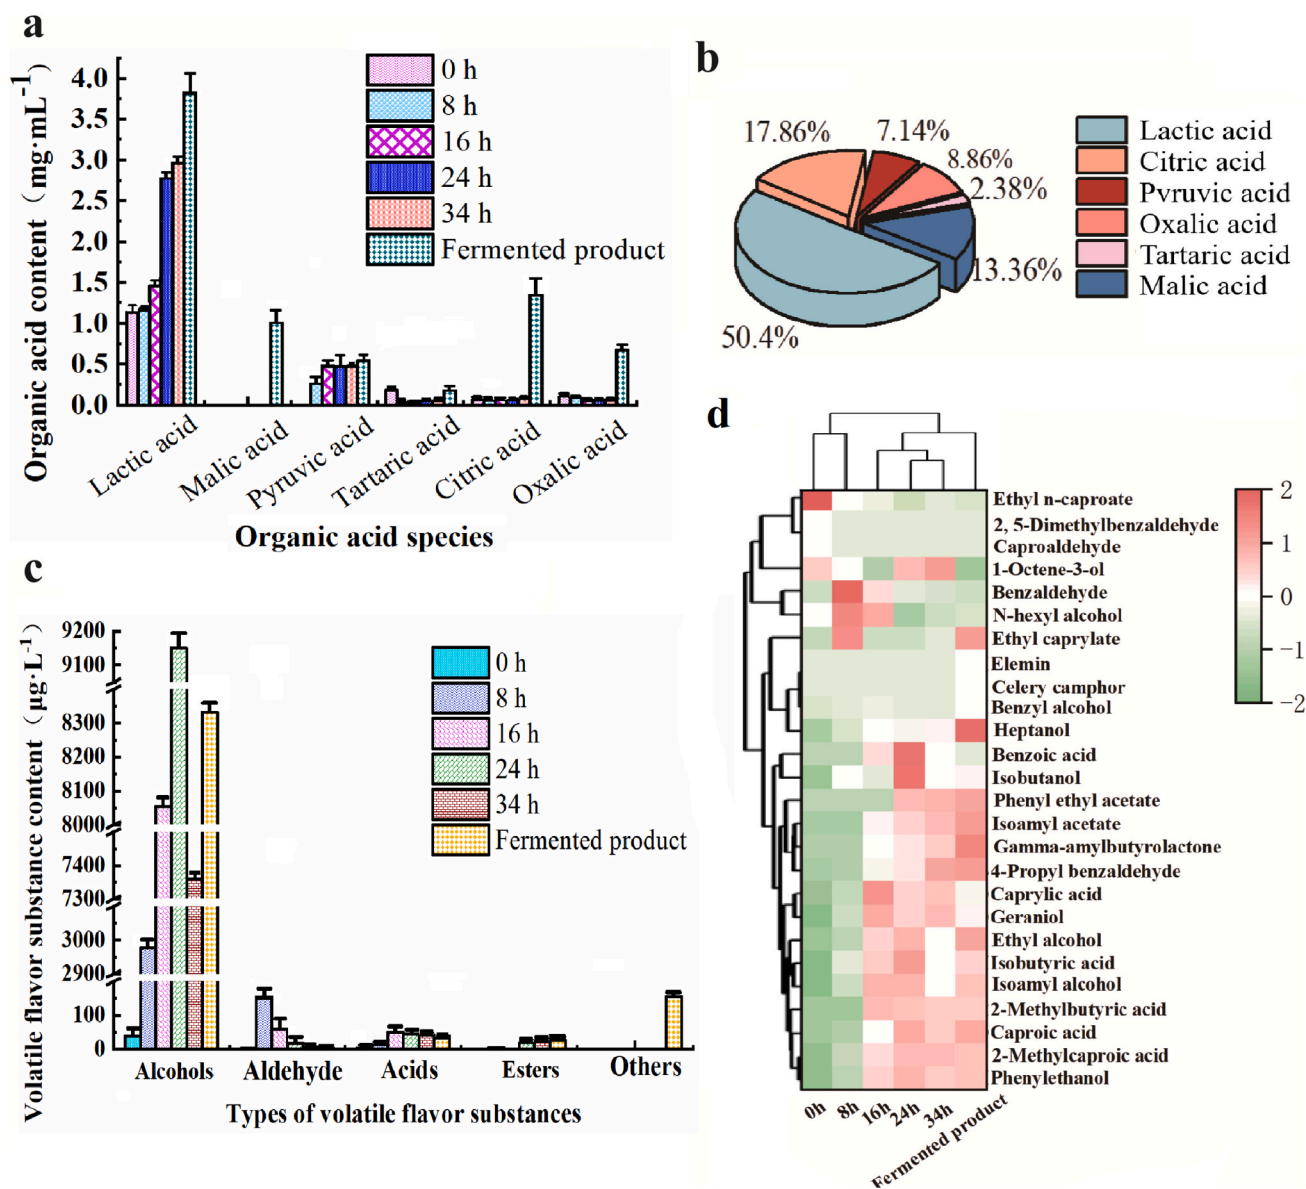 a
Organic acid content（mg·mL-1）
4.0
3.5
3.0
2.5
2.0
1.5
1.0
0.5
0.0
0 h
8 h
16 h
24 h
34 h
Fermented product
Lactic acid
Malic acid
Pyruvic acid
Tartaric acid
Citric acid
Oxalic acid
Organic acid species
b
17.86%
7.14%
8.86%
2.38%
13.36%
50.4%
Lactic acid
Citric acid
Pvruvic acid
Oxalic acid
Tartaric acid
Malic acid
c
Volatile flavor substance content（μg·L-1）
9200
9100
8300
8200
8100
8000
7400
7300
3000
2900
100
0
0 h
8 h
16 h
24 h
34 h
Fermented product
Alcohols
Aldehyde
Acids
Esters
Others
Types of volatile flavor substances
d
Ethyl n-caproate
2, 5-Dimethylbenzaldehyde
Caproaldehyde
1-Octene-3-ol
Benzaldehyde
N-hexyl alcohol
Ethyl caprylate
Elemin
Celery camphor
Benzyl alcohol
Heptanol
Benzoic acid
Isobutanol
Phenyl ethyl acetate
Isoamyl acetate
Gamma-amylbutyrolactone
4-Propyl benzaldehyde
Caprylic acid
Geraniol
Ethyl alcohol
Isobutyric acid
Isoamyl alcohol
2-Methylbutyric acid
Caproic acid
2-Methylcaproic acid
Phenylethanol
0h
8h
16h
24h
34h
Fermented product
2
1
0
−1
−2